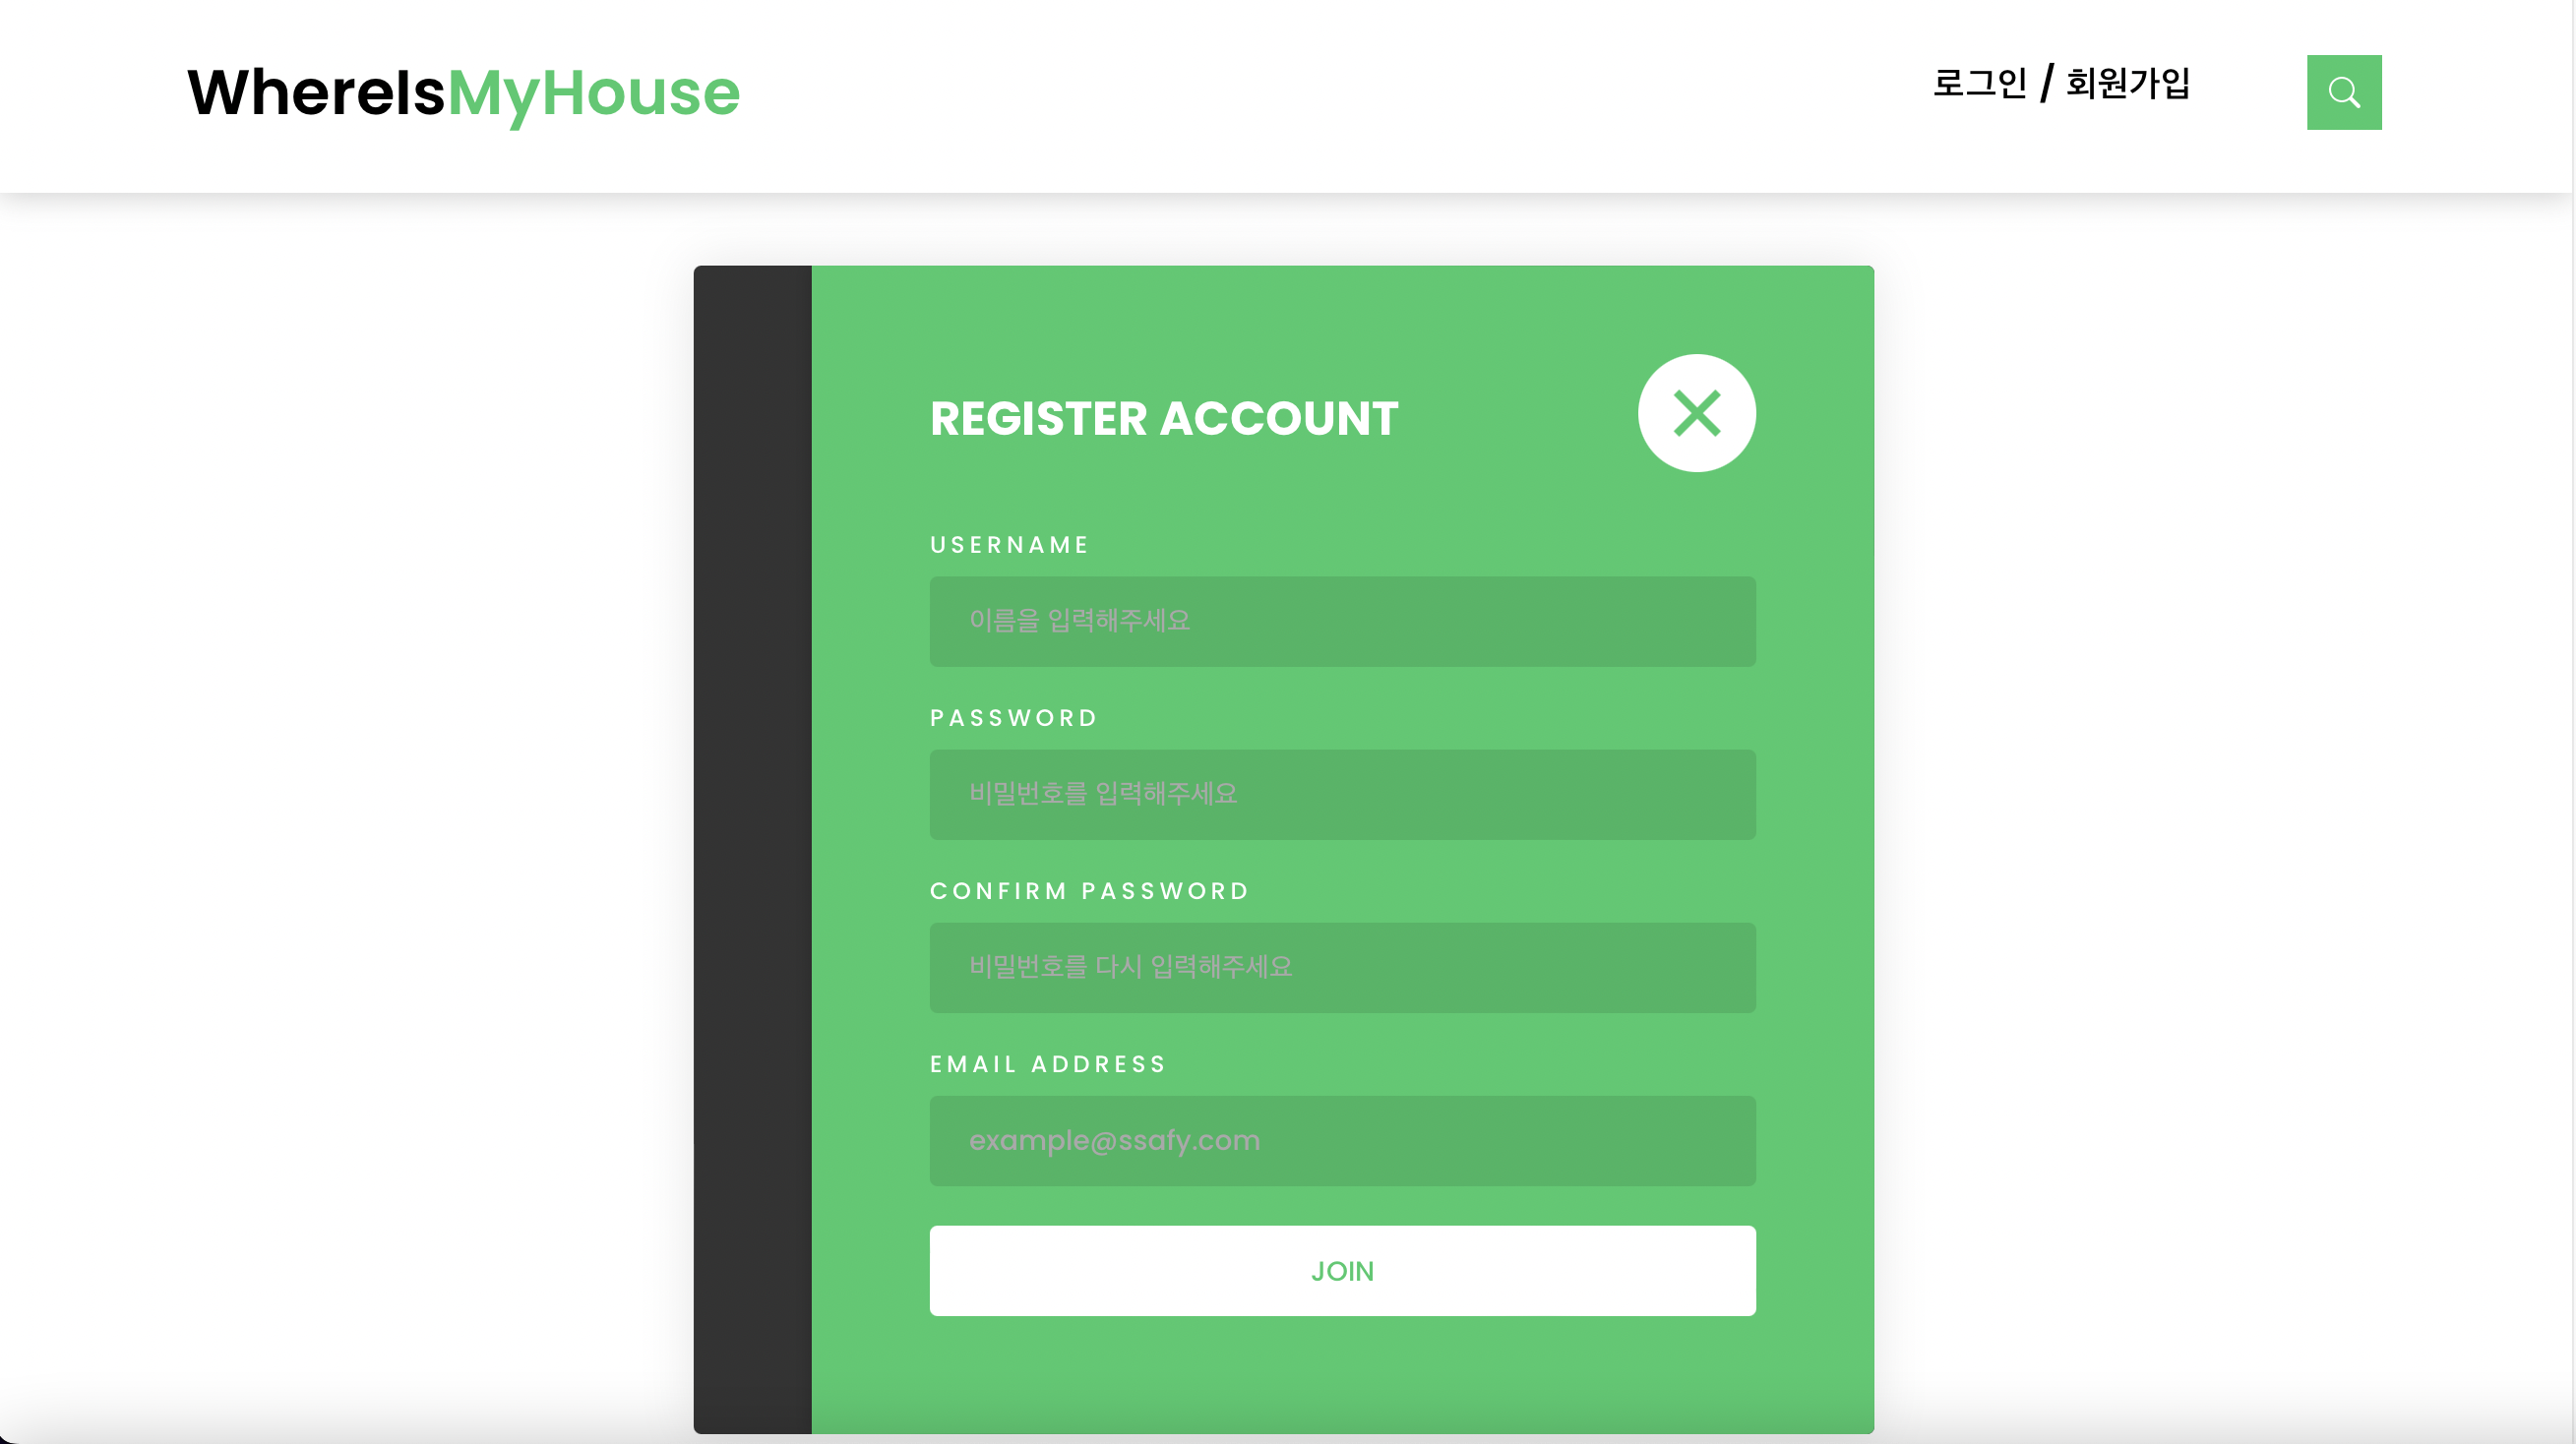 WhereIsMyHouse
로그인 / 회원가입
REGISTER ACCOUNT
USERNAME
이름을 입력해주세요
PASSWORD
비밀번호를 입력해주세요
CONFIRM PASSWORD
비밀번호를 다시 입력해주세요
EMAIL ADDRESS
example@ssafy.com
JOIN